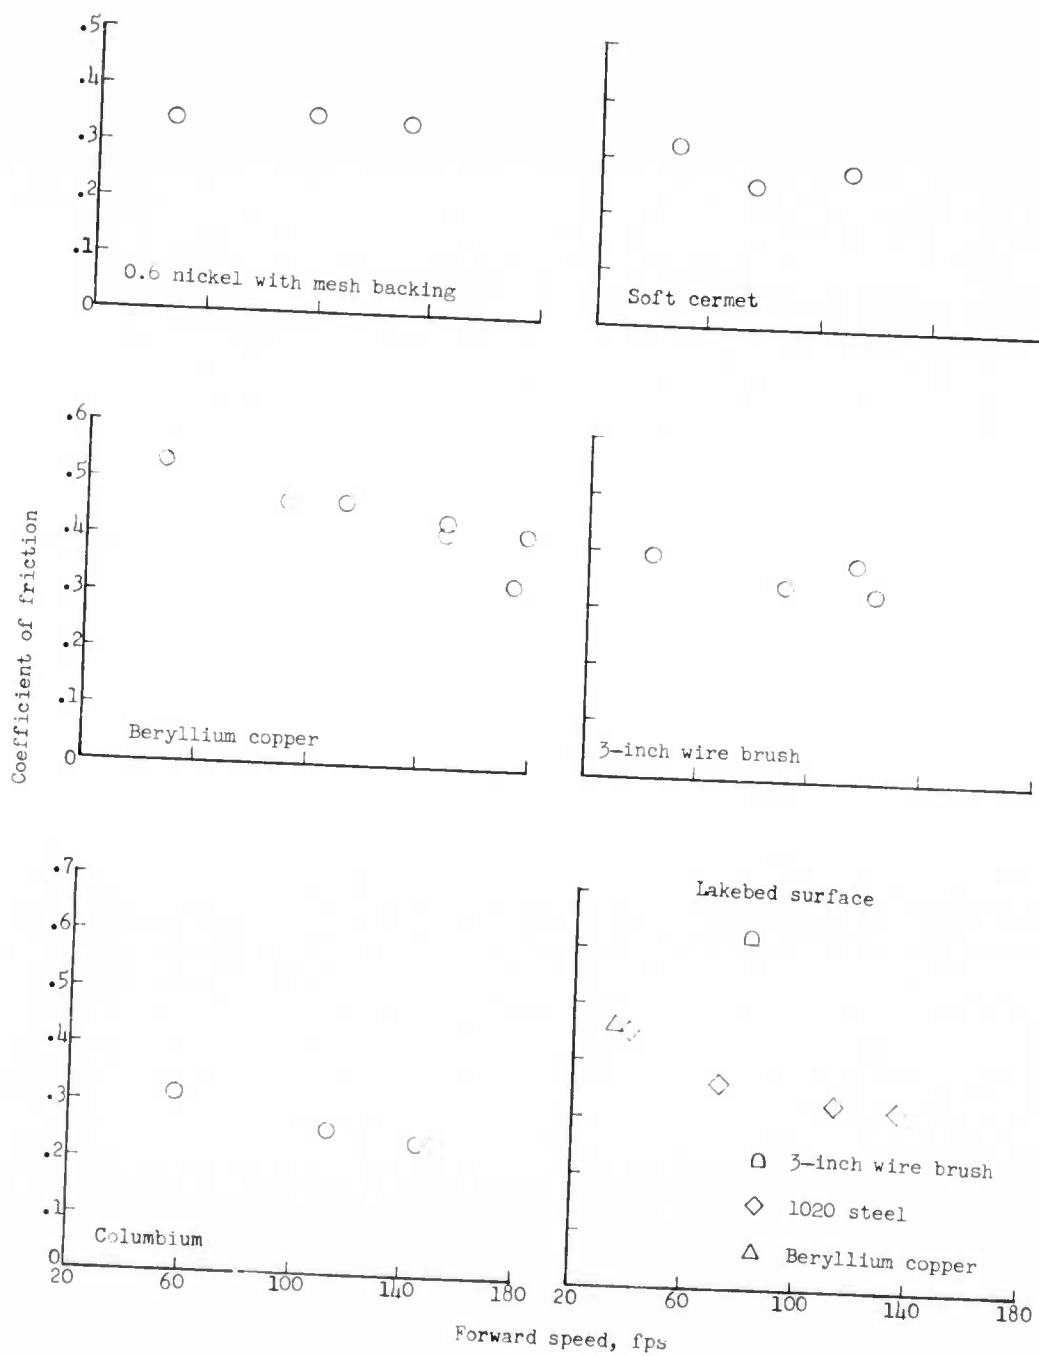 .5
.4
.3
.2
.1
0
0.6 nickel with mesh backing
Soft cermet
Coefficient of friction
.6
.5
.4
.3
.2
.1
0
Beryllium copper
3-inch wire brush
.7
.6
.5
.4
.3
.2
.1
0
Columbium
20 60 100 140 180
Lakebed surface
3-inch wire brush
1020 steel
Beryllium copper
20 60 100 140 180
Forward speed, fps